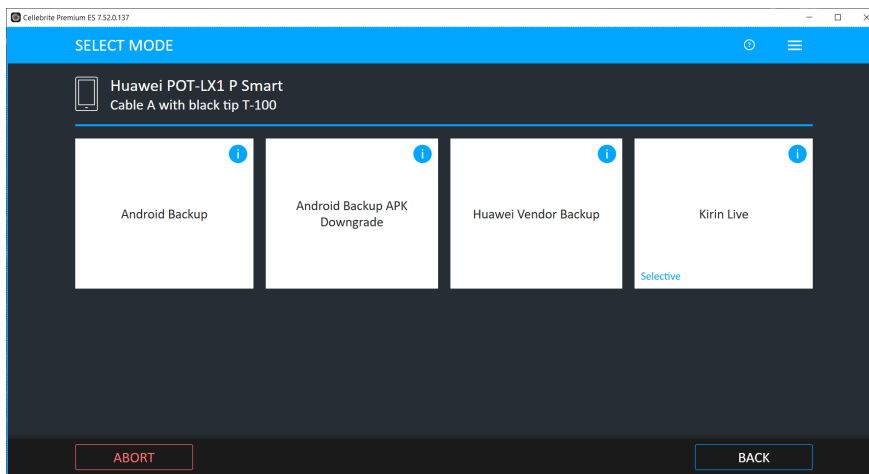 Cellebrite Premium ES 7.52.0.137
SELECT MODE
Huawei POT-LX1 P Smart
Cable A with black tip T-100
Android Backup
Android Backup APK
Downgrade
Huawei Vendor Backup
Kirin Live
Selective
ABORT
BACK